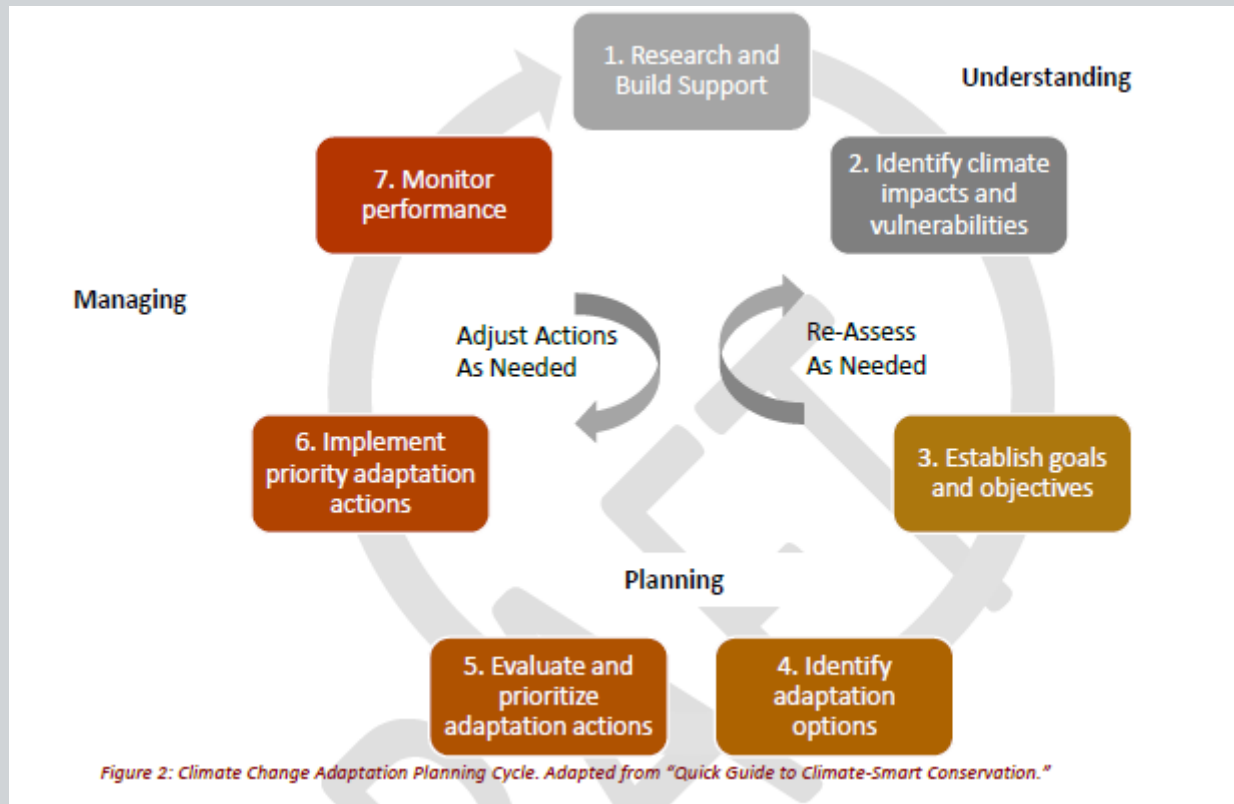 1. Research and
Build Support
Understanding
2. Identify climate
impacts and
vulnerabilities
7. Monitor
performance
Managing
Adjust Actions
As Needed
Re-Assess
As Needed
6. Implement
priority adaptation
actions
3. Establish goals
and objectives
Planning
5. Evaluate and
prioritize
adaptation actions
4. Identify
adaptation
options
Figure 2: Climate Change Adaptation Planning Cycle. Adapted from “Quick Guide to Climate-Smart Conservation.”